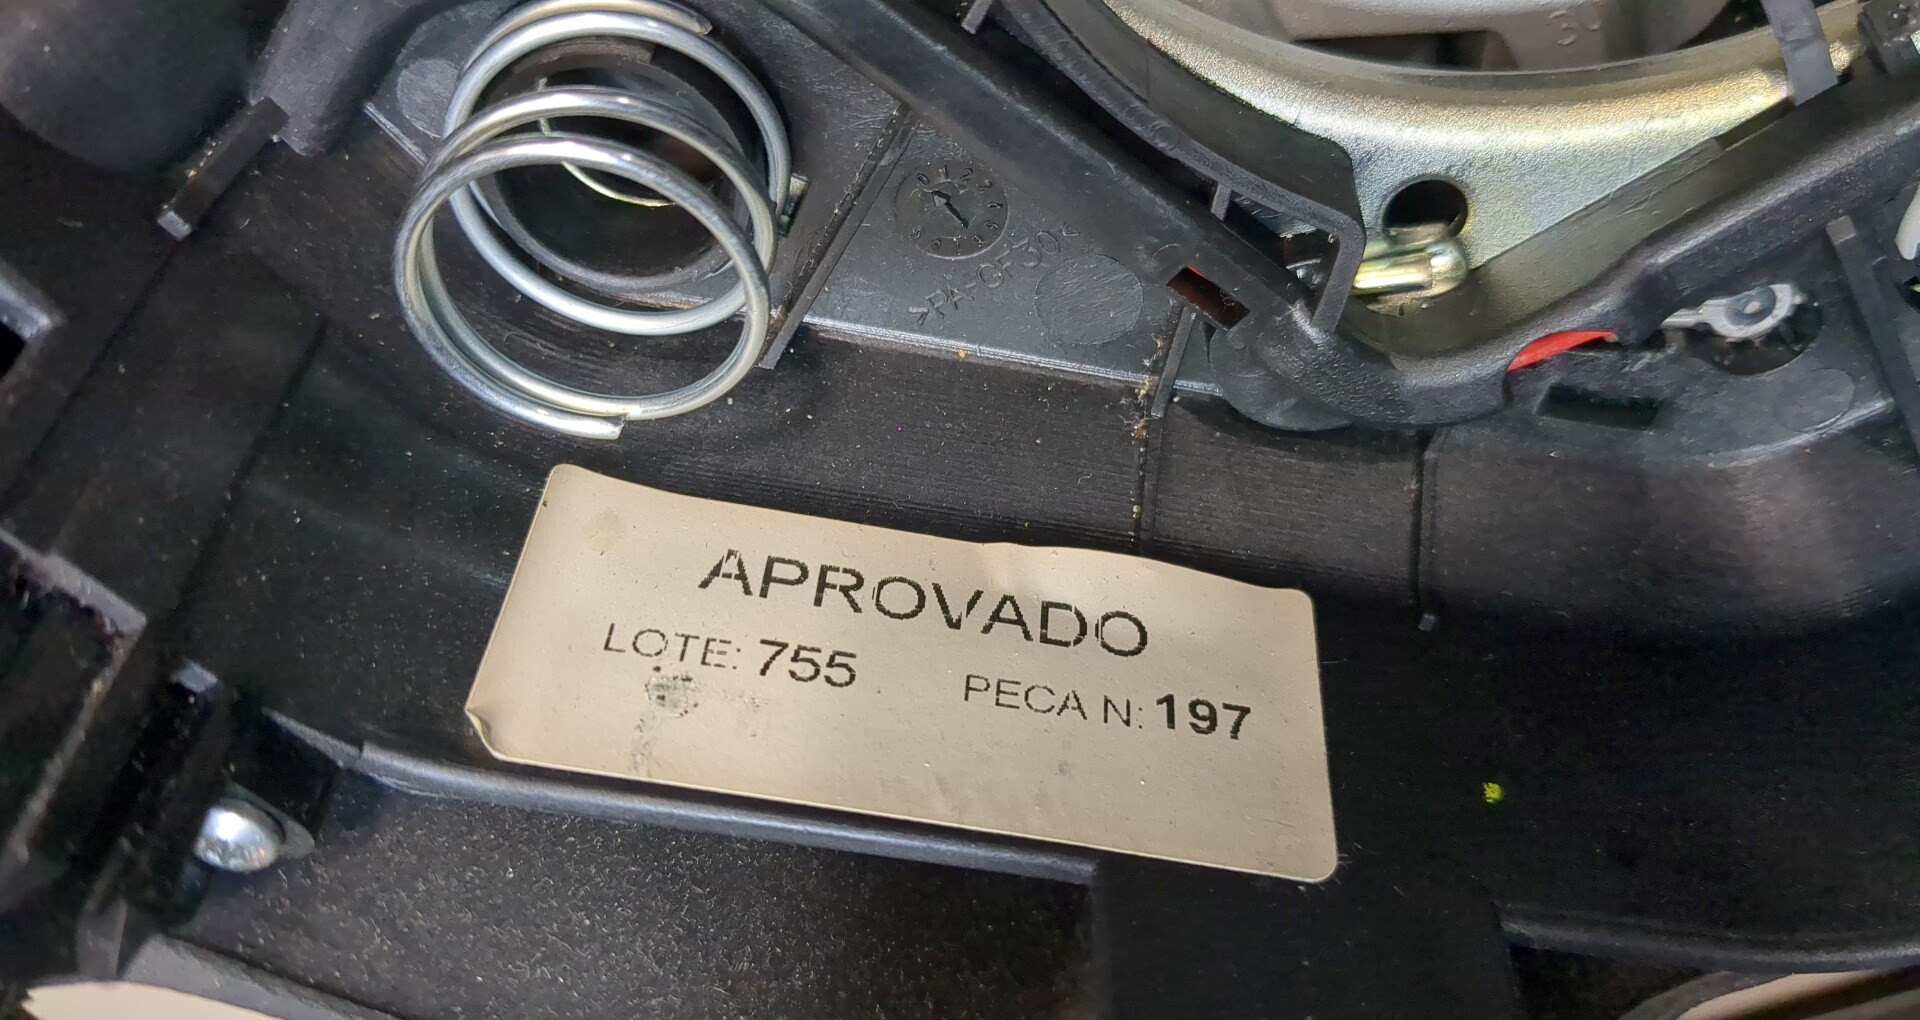 >PA-GF30<
APROVADO
LOTE: 755
PECA N: 197